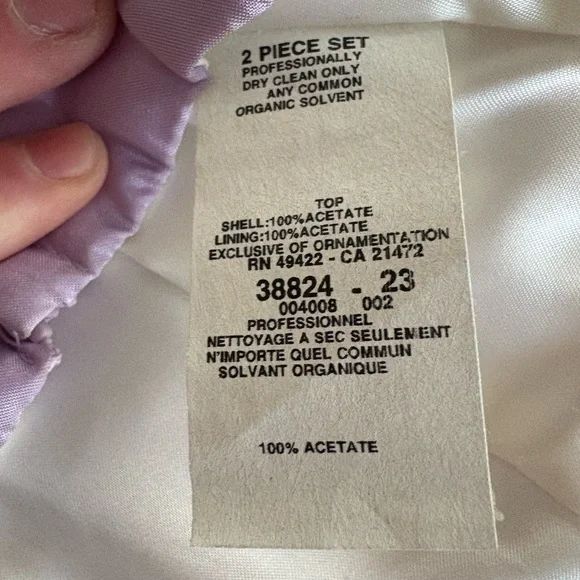 2 PIECE SET
PROFESSIONALLY
DRY CLEAN ONLY
ANY COMMON
ORGANIC SOLVENT
TOP
SHELL:100%ACETATE
LINING:100%ACETATE
EXCLUSIVE OF ORNAMENTATION
RN 49422 - CA 21472
38824 - 23
004008 002
PROFESSIONNEL
NETTOYAGE A SEC SEULEMENT
N'IMPORTE QUEL COMMUN
SOLVANT ORGANIQUE
100% ACETATE